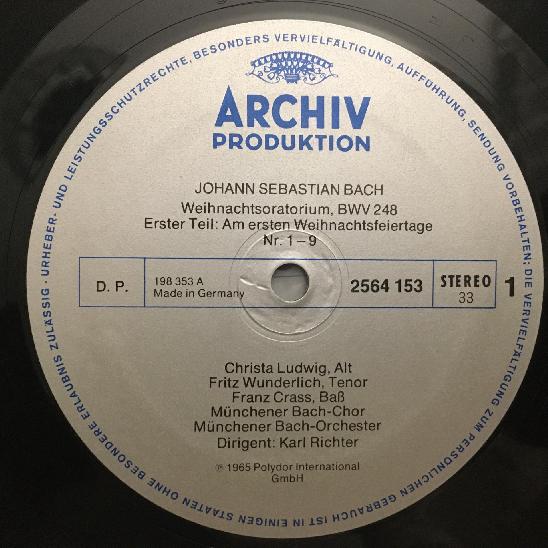 URHEBER- UND LEISTUNGSSCHUTZRECHTE, BESONDERS VERVIELFÄLTIGUNG, AUFFÜHRUNG, SENDUNG VORBEHALTEN; DIE VERVIELFÄLTIGUNG ZUM PERSÖNLICHEN GEBRAUCH IST IN EINIGEN STAATEN OHNE BESONDERE ERLAUBNIS ZULÄSSIG ·
ARCHIV
PRODUKTION
JOHANN SEBASTIAN BACH
Weihnachtsoratorium, BWV 248
Erster Teil: Am ersten Weihnachtsfeiertage
Nr. 1–9
D. P.
198 353 A
Made in Germany
2564 153
STEREO
33
1
Christa Ludwig, Alt
Fritz Wunderlich, Tenor
Franz Crass, Baß
Münchener Bach-Chor
Münchener Bach-Orchester
Dirigent: Karl Richter
℗ 1965 Polydor International
GmbH